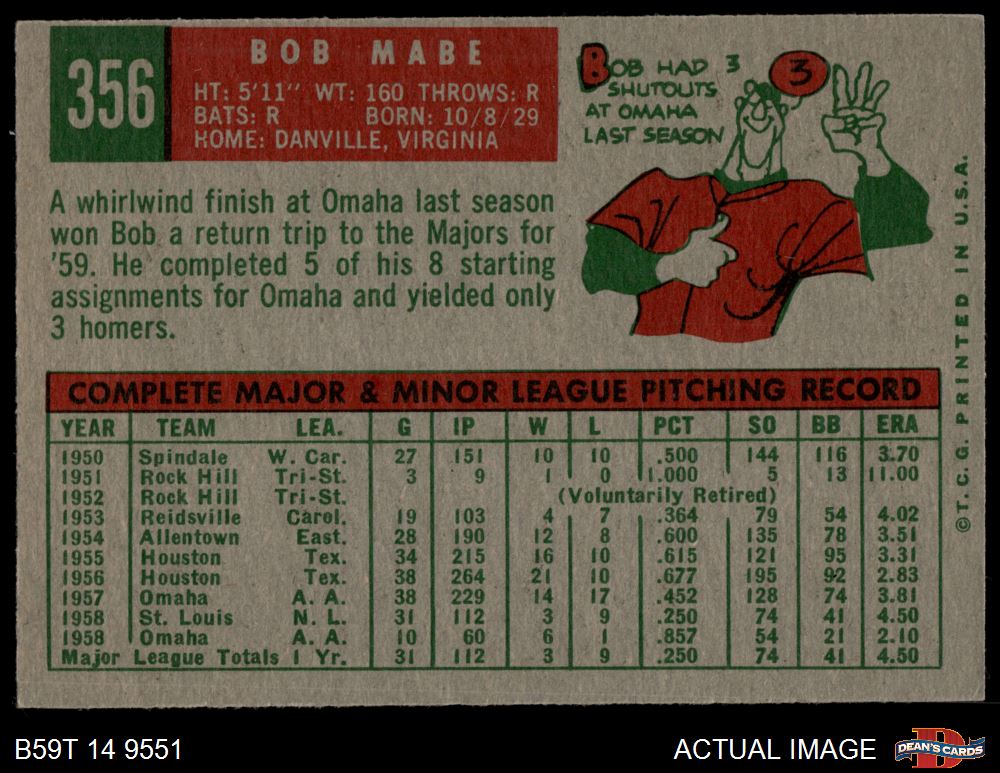 356
BOB MABE
HT: 5'11" WT: 160 THROWS: R
BATS: R BORN: 10/8/29
HOME: DANVILLE, VIRGINIA
BOB HAD 3
SHUTOUTS
AT OMAHA
LAST SEASON
3
A whirlwind finish at Omaha last season
won Bob a return trip to the Majors for
'59. He completed 5 of his 8 starting
assignments for Omaha and yielded only
3 homers.
COMPLETE MAJOR & MINOR LEAGUE PITCHING RECORD
YEAR TEAM LEA. G IP W L PCT SO BB ERA
1950 Spindale W. Car. 27 151 10 10 .500 144 116 3.70
1951 Rock Hill Tri-St. 3 9 1 0 1.000 5 13 11.00
1952 Rock Hill Tri-St. (Voluntarily Retired)
1953 Reidsville Carol. 19 103 4 7 .364 79 54 4.02
1954 Allentown East. 28 190 12 8 .600 135 78 3.51
1955 Houston Tex. 34 215 16 10 .615 121 95 3.31
1956 Houston Tex. 38 264 21 10 .677 195 92 2.83
1957 Omaha A. A. 38 229 14 17 .452 128 74 3.81
1958 St. Louis N. L. 31 112 3 9 .250 74 41 4.50
1958 Omaha A. A. 10 60 6 1 .857 54 21 2.10
Major League Totals 1 Yr. 31 112 3 9 .250 74 41 4.50
©T.C.G. PRINTED IN U.S.A.
B59T 14 9551
ACTUAL IMAGE
D
DEAN'S CARDS